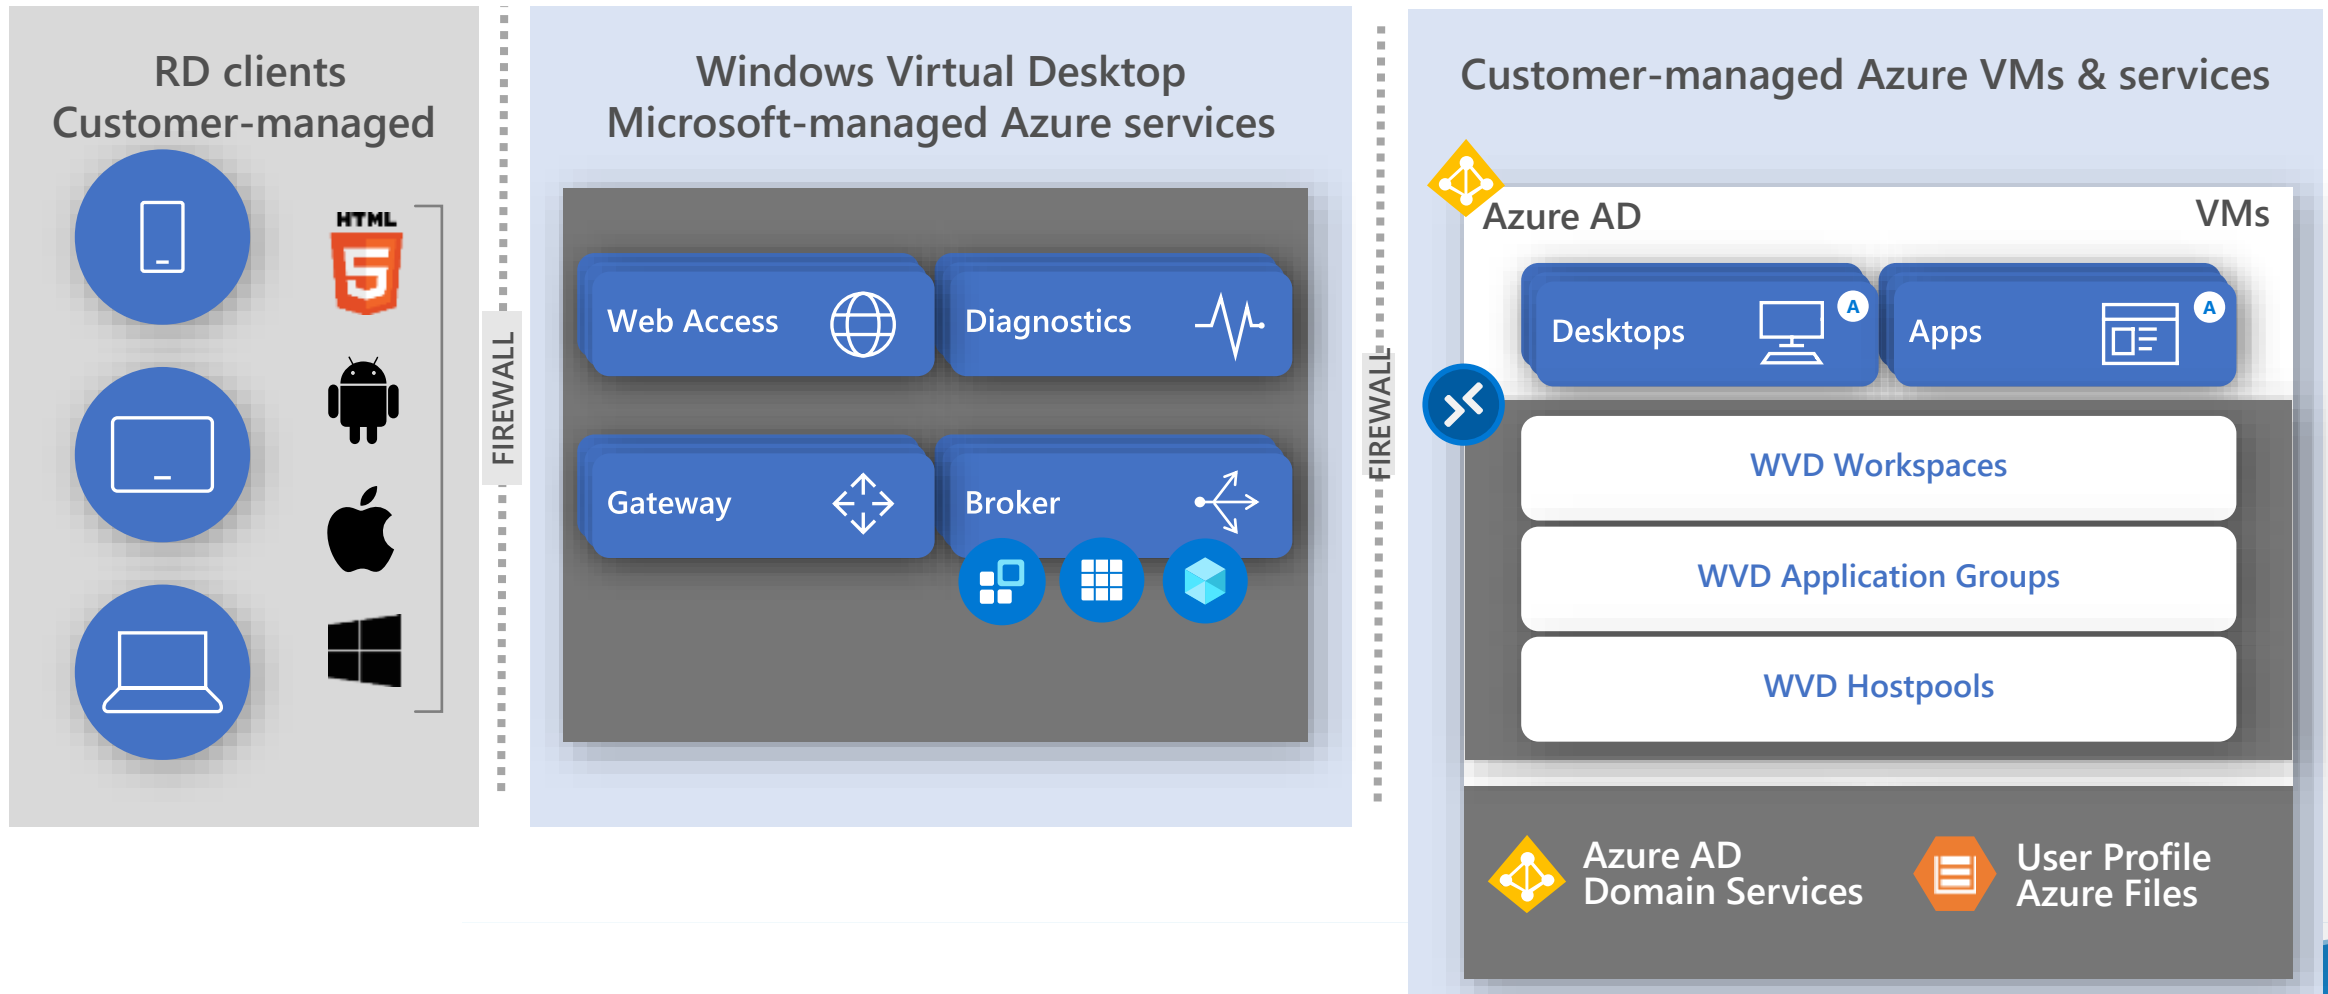 RD clients
Customer-managed
HTML
5
FIREWALL
Windows Virtual Desktop
Microsoft-managed Azure services
Web Access
Diagnostics
Gateway
Broker
FIREWALL
Customer-managed Azure VMs & services
Azure AD
VMs
Desktops
A
Apps
A
WVD Workspaces
WVD Application Groups
WVD Hostpools
Azure AD
Domain Services
User Profile
Azure Files